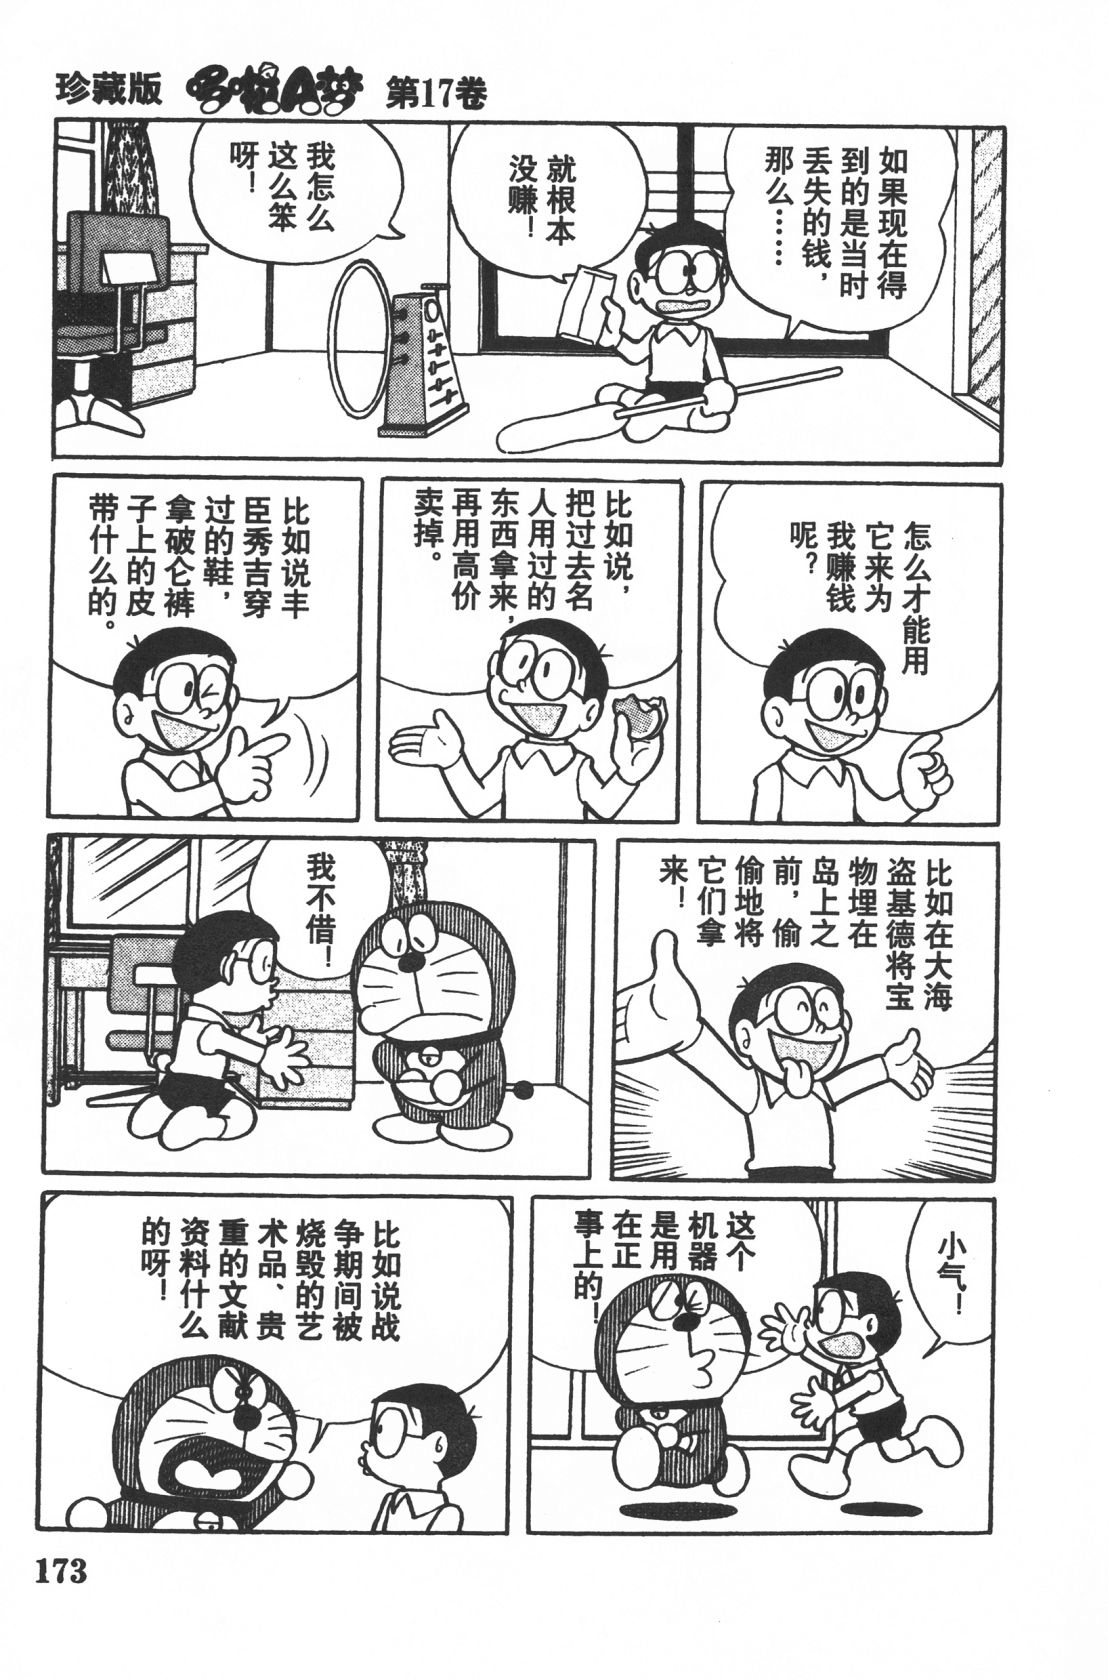 珍藏版 哆啦A梦 第17卷
如果现在得
到的是当时
丢失的钱，
那么……
就根本
没赚！
我怎么
这么笨
呀！
怎么才能用
它来为
我赚钱
呢？
比如说，
把过去名
人用过的
东西拿来，
再用高价
卖掉。
比如说丰
臣秀吉穿
过的鞋，
拿破仑裤
子上的皮
带什么的。
比如在大海
盗基德将宝
物埋在
岛上之
前，偷
偷地将
它们拿
来！
我不借！
小气！
这个
机器
是用
在正
事上的！
比如说战
争期间被
烧毁的艺
术品、贵
重的文献
资料什么
的呀！
173